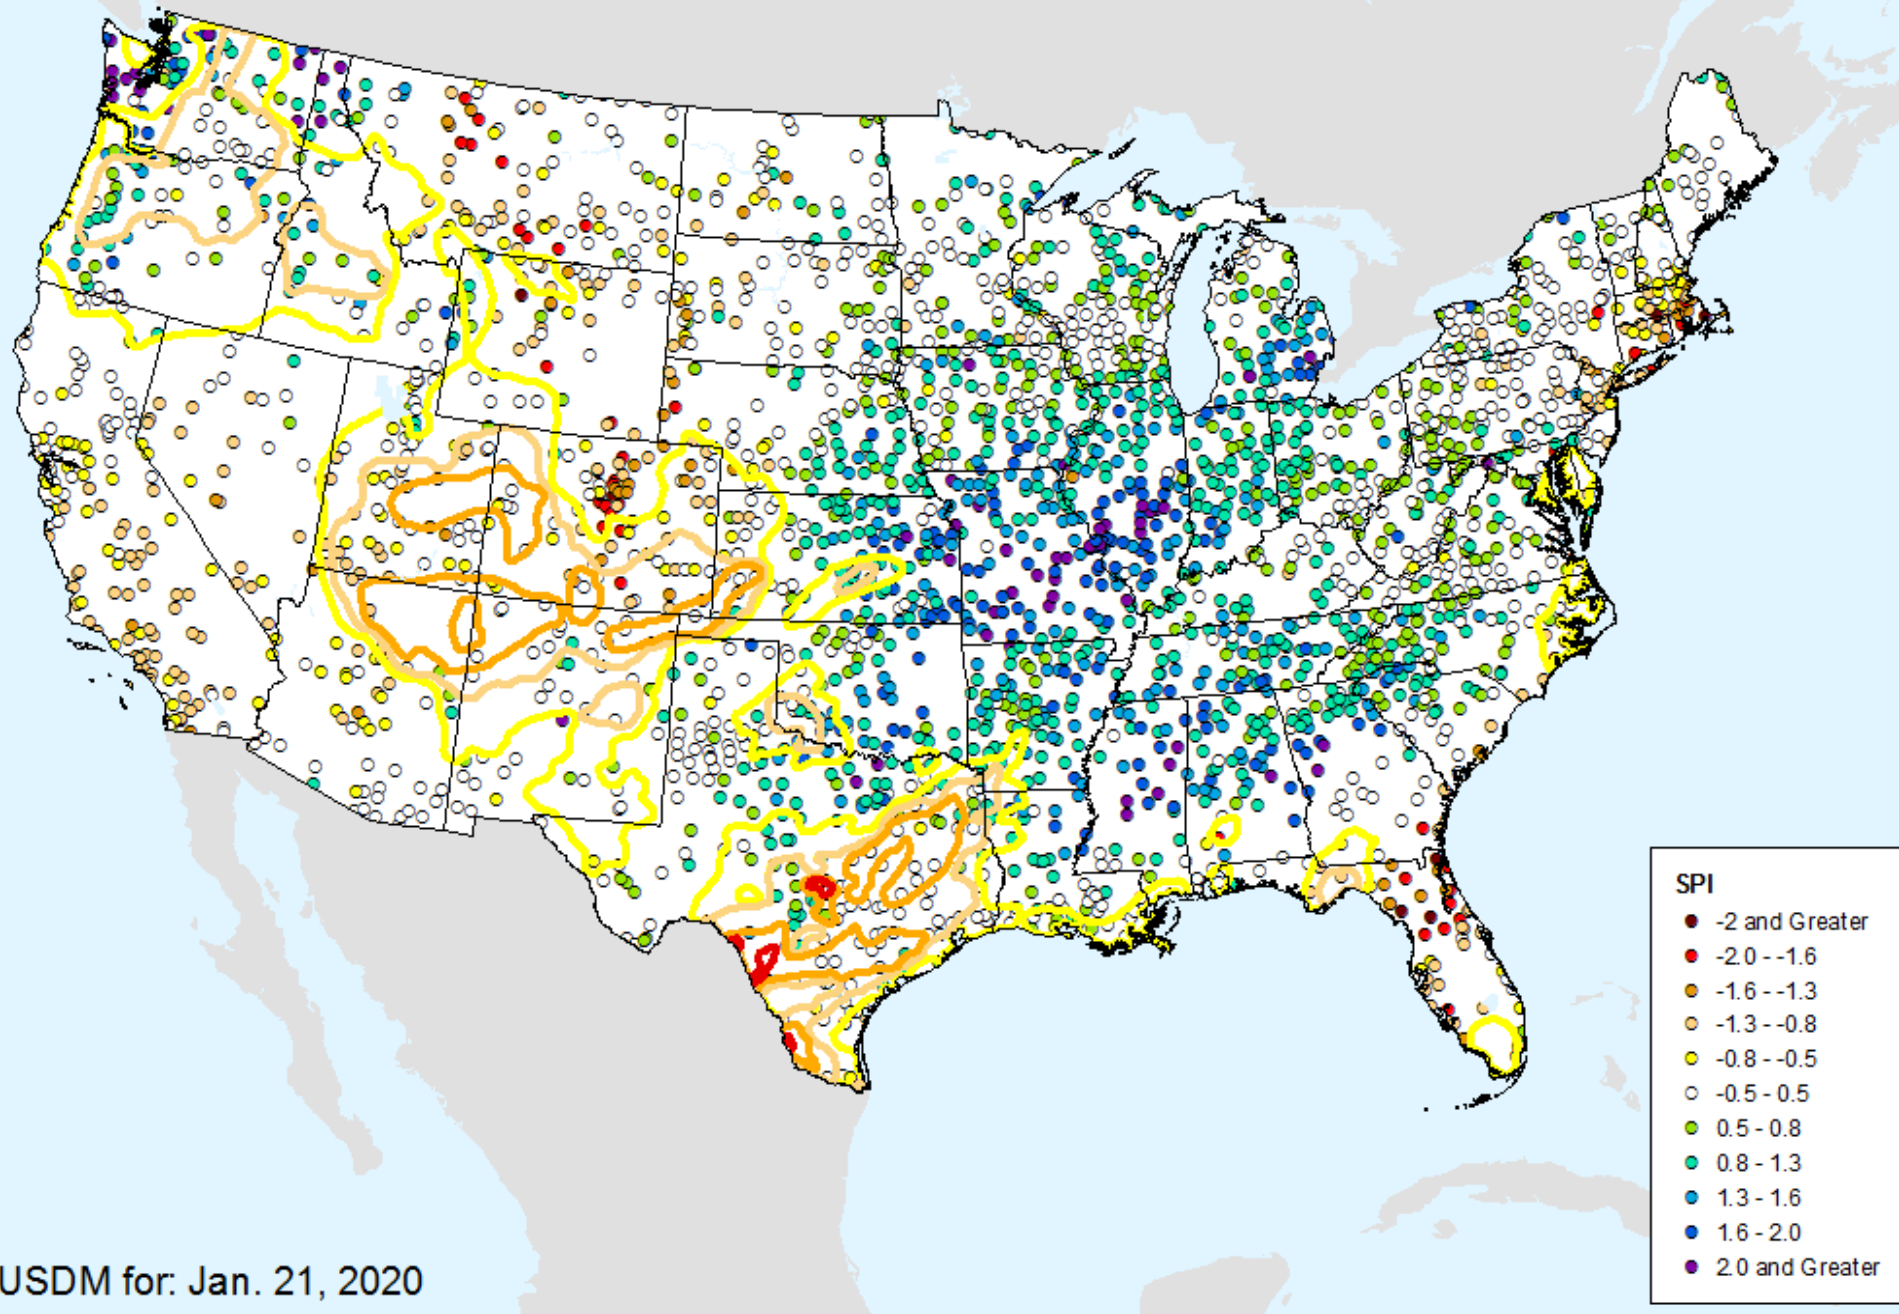 SPI
-2 and Greater
-2.0 - -1.6
-1.6 - -1.3
-1.3 - -0.8
-0.8 - -0.5
-0.5 - 0.5
0.5 - 0.8
0.8 - 1.3
1.3 - 1.6
1.6 - 2.0
2.0 and Greater
USDM for: Jan. 21, 2020